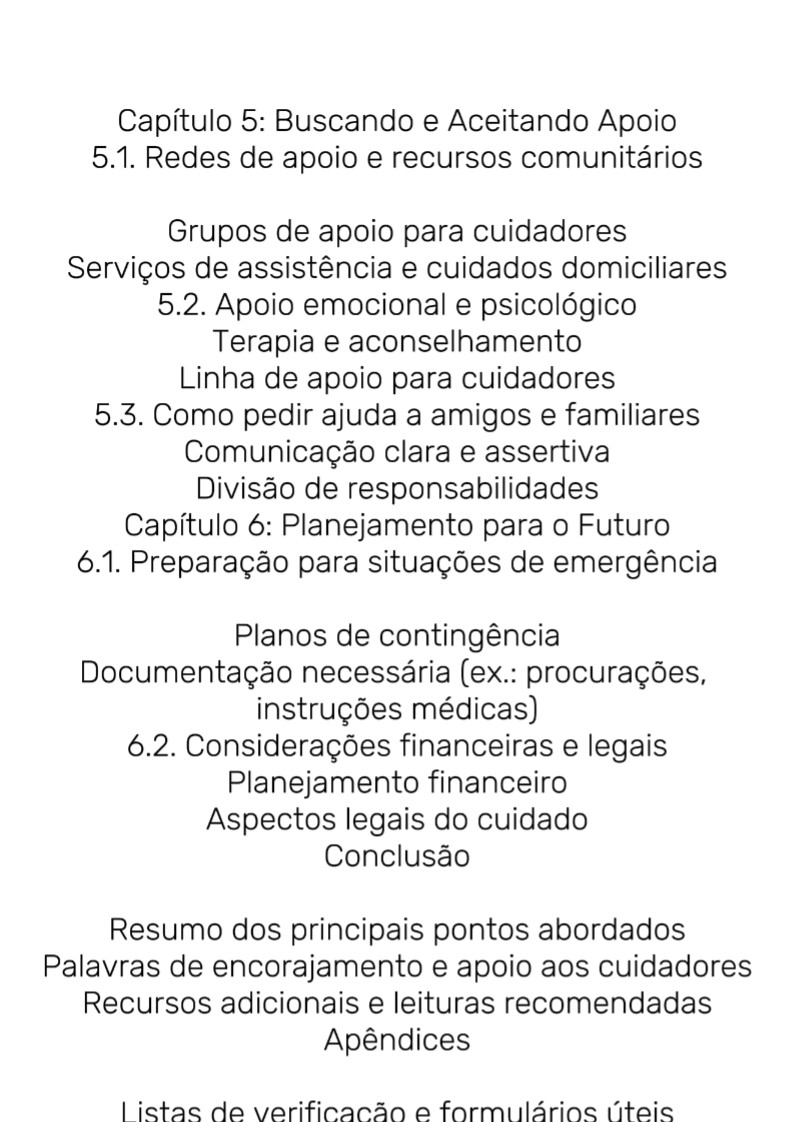 Capítulo 5: Buscando e Aceitando Apoio
5.1. Redes de apoio e recursos comunitários
Grupos de apoio para cuidadores
Serviços de assistência e cuidados domiciliares
5.2. Apoio emocional e psicológico
Terapia e aconselhamento
Linha de apoio para cuidadores
5.3. Como pedir ajuda a amigos e familiares
Comunicação clara e assertiva
Divisão de responsabilidades
Capítulo 6: Planejamento para o Futuro
6.1. Preparação para situações de emergência
Planos de contingência
Documentação necessária (ex.: procurações,
instruções médicas)
6.2. Considerações financeiras e legais
Planejamento financeiro
Aspectos legais do cuidado
Conclusão
Resumo dos principais pontos abordados
Palavras de encorajamento e apoio aos cuidadores
Recursos adicionais e leituras recomendadas
Apêndices
Listas de verificação e formulários úteis